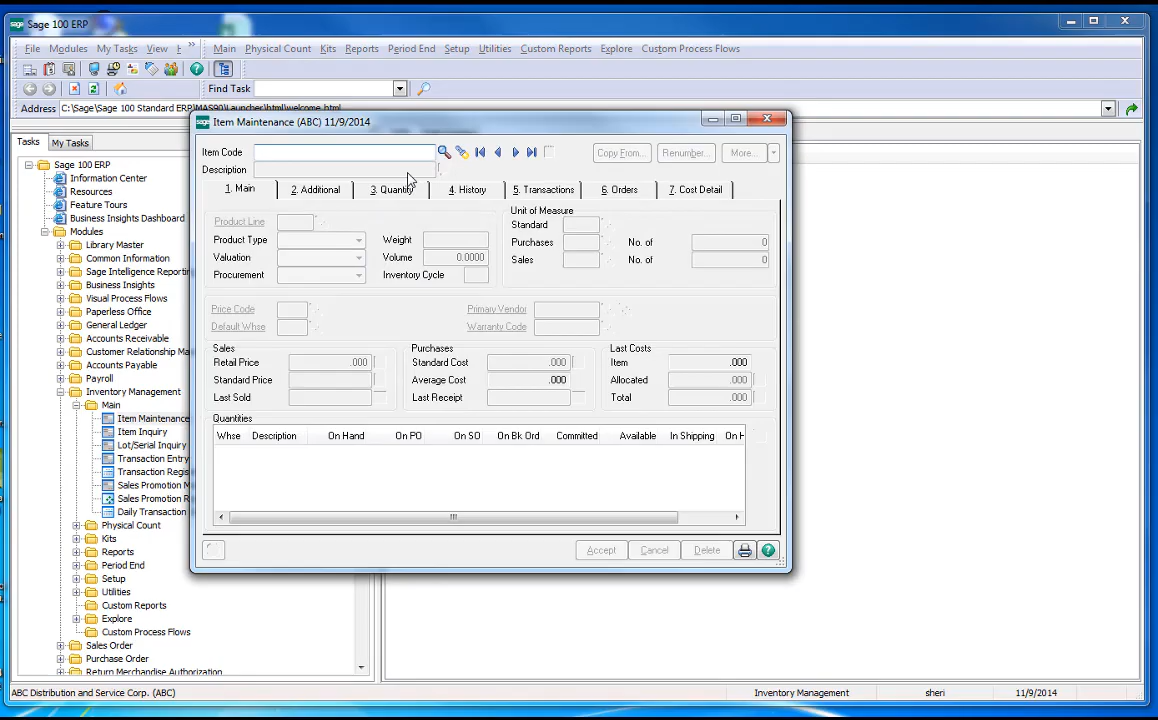 Sage 100 ERP
File Modules My Tasks View » Main Physical Count Kits Reports Period End Setup Utilities Custom Reports Explore Custom Process Flows
Find Task
Address C:\Sage\Sage 100 Standard ERP\MAS90\Launcher\html\welcome.html
Tasks My Tasks
Sage 100 ERP
Information Center
Resources
Feature Tours
Business Insights Dashboard
Modules
Library Master
Common Information
Sage Intelligence Reportin
Business Insights
Visual Process Flows
Paperless Office
General Ledger
Accounts Receivable
Customer Relationship Ma
Accounts Payable
Payroll
Inventory Management
Main
Item Maintenance
Item Inquiry
Lot/Serial Inquiry
Transaction Entry
Transaction Regis
Sales Promotion M
Sales Promotion R
Daily Transaction
Physical Count
Kits
Reports
Period End
Setup
Utilities
Custom Reports
Explore
Custom Process Flows
Sales Order
Purchase Order
Return Merchandise Authorization
sage Item Maintenance (ABC) 11/9/2014
Item Code Copy From... Renumber... More...
Description
1. Main 2. Additional 3. Quantity 4. History 5. Transactions 6. Orders 7. Cost Detail
Product Line
Product Type
Valuation
Procurement
Weight
Volume 0.0000
Inventory Cycle
Unit of Measure
Standard
Purchases No. of 0
Sales No. of 0
Price Code Primary Vendor
Default Whse Warranty Code
Sales
Retail Price .000
Standard Price
Last Sold
Purchases
Standard Cost .000
Average Cost .000
Last Receipt
Last Costs
Item .000
Allocated .000
Total .000
Quantities
Whse Description On Hand On PO On SO On Bk Ord Committed Available In Shipping On H
Accept Cancel Delete
ABC Distribution and Service Corp. (ABC) Inventory Management sheri 11/9/2014